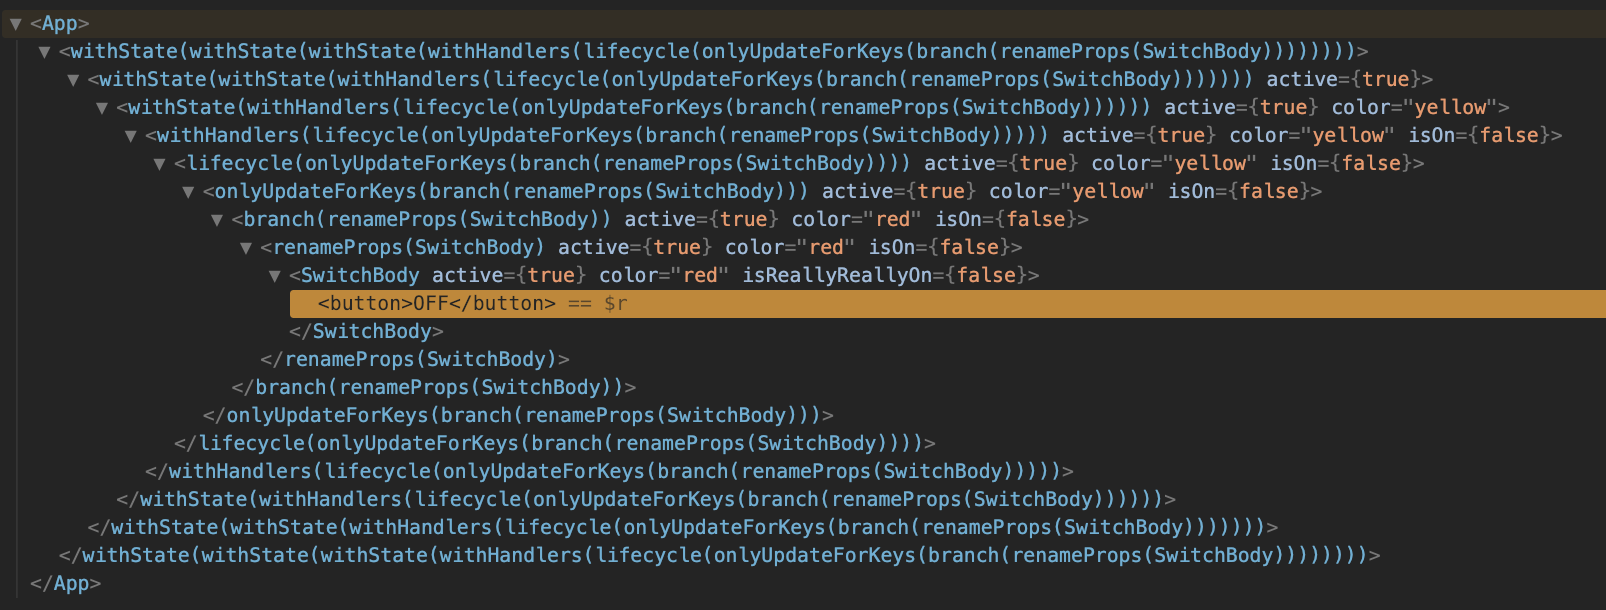 ▼ <App>
▼ <withState(withState(withState(withHandlers(lifecycle(onlyUpdateForKeys(branch(renameProps(SwitchBody))))))))>
▼ <withState(withState(withHandlers(lifecycle(onlyUpdateForKeys(branch(renameProps(SwitchBody))))))) active={true}>
▼ <withState(withHandlers(lifecycle(onlyUpdateForKeys(branch(renameProps(SwitchBody)))))) active={true} color="yellow">
▼ <withHandlers(lifecycle(onlyUpdateForKeys(branch(renameProps(SwitchBody))))) active={true} color="yellow" isOn={false}>
▼ <lifecycle(onlyUpdateForKeys(branch(renameProps(SwitchBody)))) active={true} color="yellow" isOn={false}>
▼ <onlyUpdateForKeys(branch(renameProps(SwitchBody))) active={true} color="yellow" isOn={false}>
▼ <branch(renameProps(SwitchBody)) active={true} color="red" isOn={false}>
▼ <renameProps(SwitchBody) active={true} color="red" isOn={false}>
▼ <SwitchBody active={true} color="red" isReallyReallyOn={false}>
<button>OFF</button> == $r
</SwitchBody>
</renameProps(SwitchBody)>
</branch(renameProps(SwitchBody))>
</onlyUpdateForKeys(branch(renameProps(SwitchBody)))>
</lifecycle(onlyUpdateForKeys(branch(renameProps(SwitchBody))))>
</withHandlers(lifecycle(onlyUpdateForKeys(branch(renameProps(SwitchBody)))))>
</withState(withHandlers(lifecycle(onlyUpdateForKeys(branch(renameProps(SwitchBody))))))>
</withState(withState(withHandlers(lifecycle(onlyUpdateForKeys(branch(renameProps(SwitchBody)))))))>
</withState(withState(withState(withHandlers(lifecycle(onlyUpdateForKeys(branch(renameProps(SwitchBody))))))))>
</App>